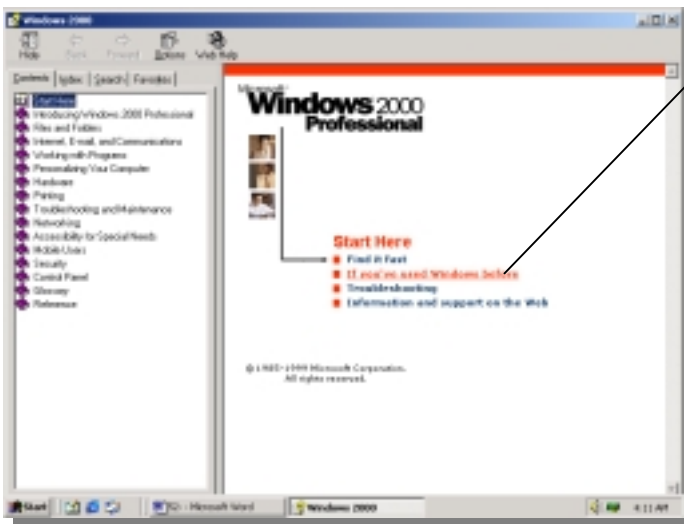 Windows 2000
Hide Back Forward Options Web Help
Contents Index Search Favorites
Start Here
Introducing Windows 2000 Professional
Files and Folders
Internet, E-mail, and Communications
Working with Programs
Personalizing Your Computer
Hardware
Printing
Troubleshooting and Maintenance
Networking
Accessibility for Special Needs
Mobile Users
Security
Control Panel
Glossary
Reference
Microsoft
Windows 2000
Professional
Start Here
Find it Fast
If you've used Windows before
Troubleshooting
Information and support on the Web
© 1985-1999 Microsoft Corporation.
All rights reserved.
Start
Microsoft Word
Windows 2000
4:11 AM